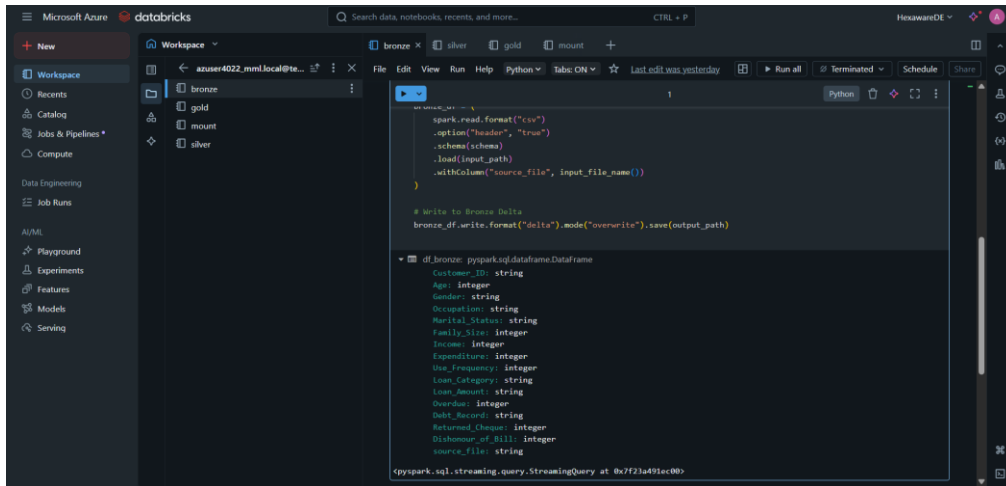 Microsoft Azure databricks Search data, notebooks, recents, and more... CTRL + P HexawareDE A
New
Workspace
Recents
Catalog
Jobs & Pipelines
Compute
Data Engineering
Job Runs
AI/ML
Playground
Experiments
Features
Models
Serving
Workspace
azuser4022_mml.local@te...
bronze
gold
mount
silver
bronze silver gold mount
File Edit View Run Help Python Tabs: ON Last edit was yesterday Run all Terminated Schedule Share
1 Python
bronze_df = (
spark.read.format("csv")
.option("header", "true")
.schema(schema)
.load(input_path)
.withColumn("source_file", input_file_name())
)
# Write to Bronze Delta
bronze_df.write.format("delta").mode("overwrite").save(output_path)
df_bronze: pyspark.sql.dataframe.DataFrame
Customer_ID: string
Age: integer
Gender: string
Occupation: string
Marital_Status: string
Family_Size: integer
Income: integer
Expenditure: integer
Use_Frequency: integer
Loan_Category: string
Loan_Amount: string
Overdue: integer
Debt_Record: string
Returned_Cheque: integer
Dishonour_of_Bill: integer
source_file: string
<pyspark.sql.streaming.query.StreamingQuery at 0x7f23a491ec00>